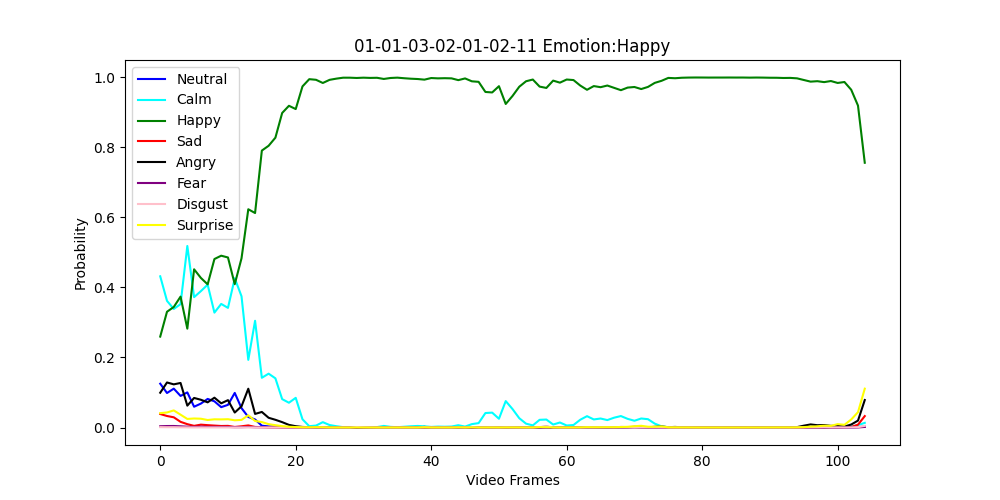 01-01-03-02-01-02-11 Emotion:Happy
1.0
0.8
0.6
0.4
0.2
0.0
Probability
Neutral
Calm
Happy
Sad
Angry
Fear
Disgust
Surprise
0 20 40 60 80 100
Video Frames